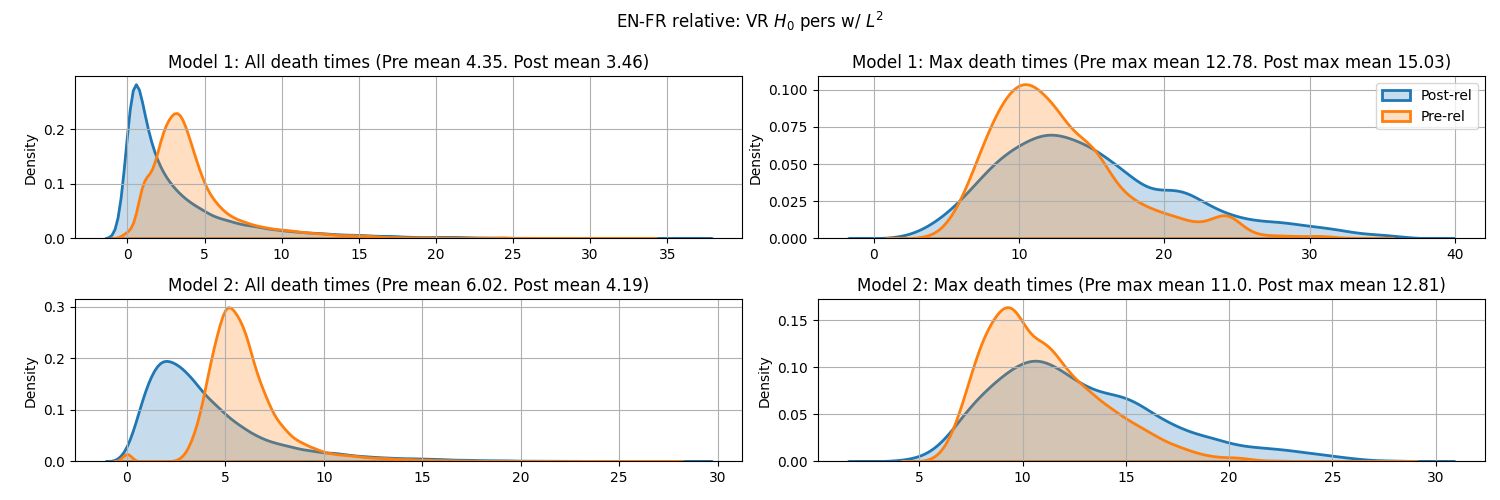 EN-FR relative: VR $H_0$ pers w/ $L^2$
Model 1: All death times (Pre mean 4.35. Post mean 3.46)
Density
0.2
0.1
0.0
0 5 10 15 20 25 30 35
Model 1: Max death times (Pre max mean 12.78. Post max mean 15.03)
Density
0.100
0.075
0.050
0.025
0.000
0 10 20 30 40
Post-rel
Pre-rel
Model 2: All death times (Pre mean 6.02. Post mean 4.19)
Density
0.3
0.2
0.1
0.0
0 5 10 15 20 25 30
Model 2: Max death times (Pre max mean 11.0. Post max mean 12.81)
Density
0.15
0.10
0.05
0.00
5 10 15 20 25 30